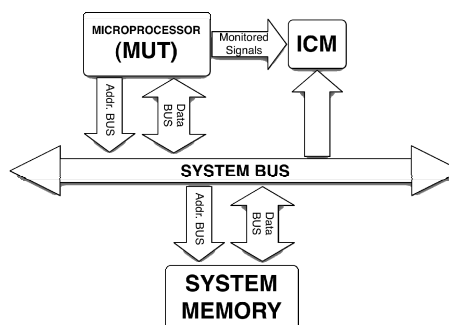 MICROPROCESSOR
(MUT)
Monitored
Signals
ICM
Addr. BUS
Data
BUS
SYSTEM BUS
Addr. BUS
Data
BUS
SYSTEM
MEMORY